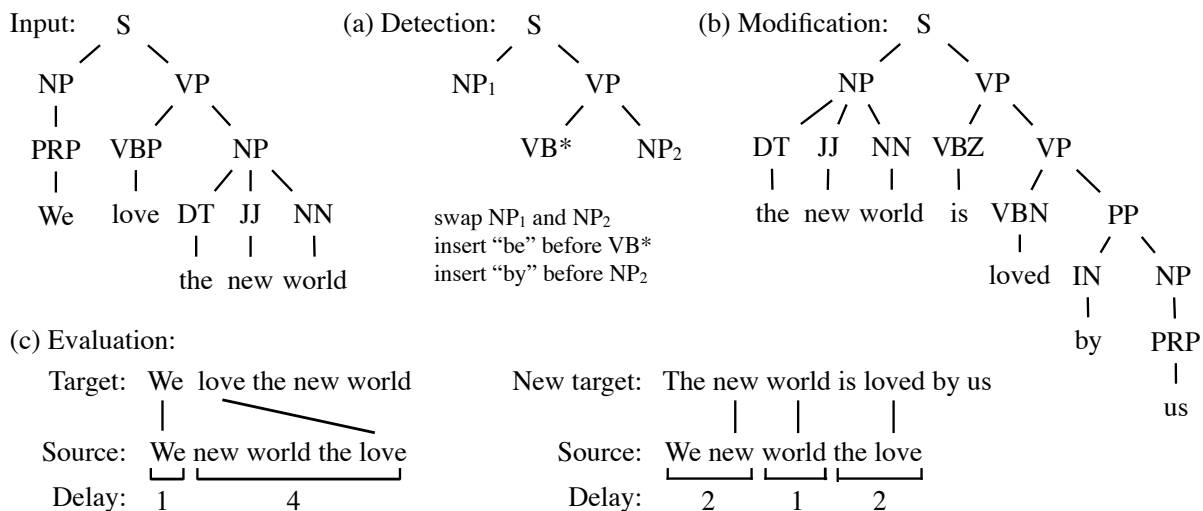 Input: S (a) Detection: S (b) Modification: S
NP VP NP₁ VP NP VP
PRP VBP NP VB* NP₂ DT JJ NN VBZ VP
We love DT JJ NN the new world is VBN PP
swap NP₁ and NP₂
insert “be” before VB*
insert “by” before NP₂
the new world loved IN NP
by PRP
us
(c) Evaluation:
Target: We love the new world New target: The new world is loved by us
Source: We new world the love Source: We new world the love
Delay: 1 4 Delay: 2 1 2